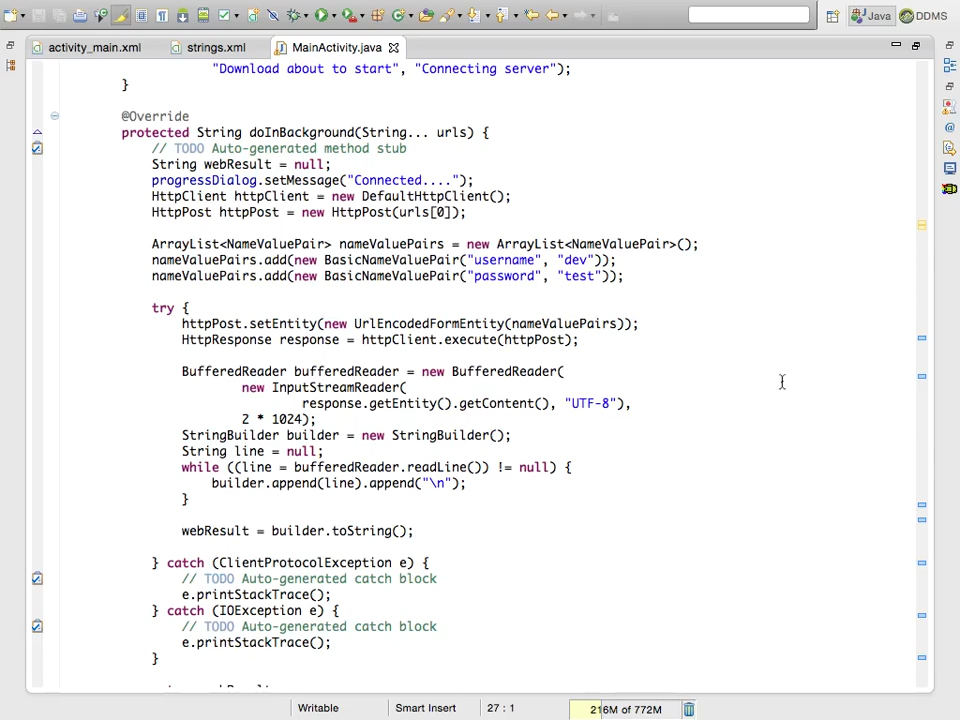 Java
DDMS
activity_main.xml
strings.xml
MainActivity.java
"Download about to start", "Connecting server");
}
@Override
protected String doInBackground(String... urls) {
// TODO Auto-generated method stub
String webResult = null;
progressDialog.setMessage("Connected....");
HttpClient httpClient = new DefaultHttpClient();
HttpPost httpPost = new HttpPost(urls[0]);
ArrayList<NameValuePair> nameValuePairs = new ArrayList<NameValuePair>();
nameValuePairs.add(new BasicNameValuePair("username", "dev"));
nameValuePairs.add(new BasicNameValuePair("password", "test"));
try {
httpPost.setEntity(new UrlEncodedFormEntity(nameValuePairs));
HttpResponse response = httpClient.execute(httpPost);
BufferedReader bufferedReader = new BufferedReader(
new InputStreamReader(
response.getEntity().getContent(), "UTF-8"),
2 * 1024);
StringBuilder builder = new StringBuilder();
String line = null;
while ((line = bufferedReader.readLine()) != null) {
builder.append(line).append("\n");
}
webResult = builder.toString();
} catch (ClientProtocolException e) {
// TODO Auto-generated catch block
e.printStackTrace();
} catch (IOException e) {
// TODO Auto-generated catch block
e.printStackTrace();
}
Writable
Smart Insert
27 : 1
216M of 772M